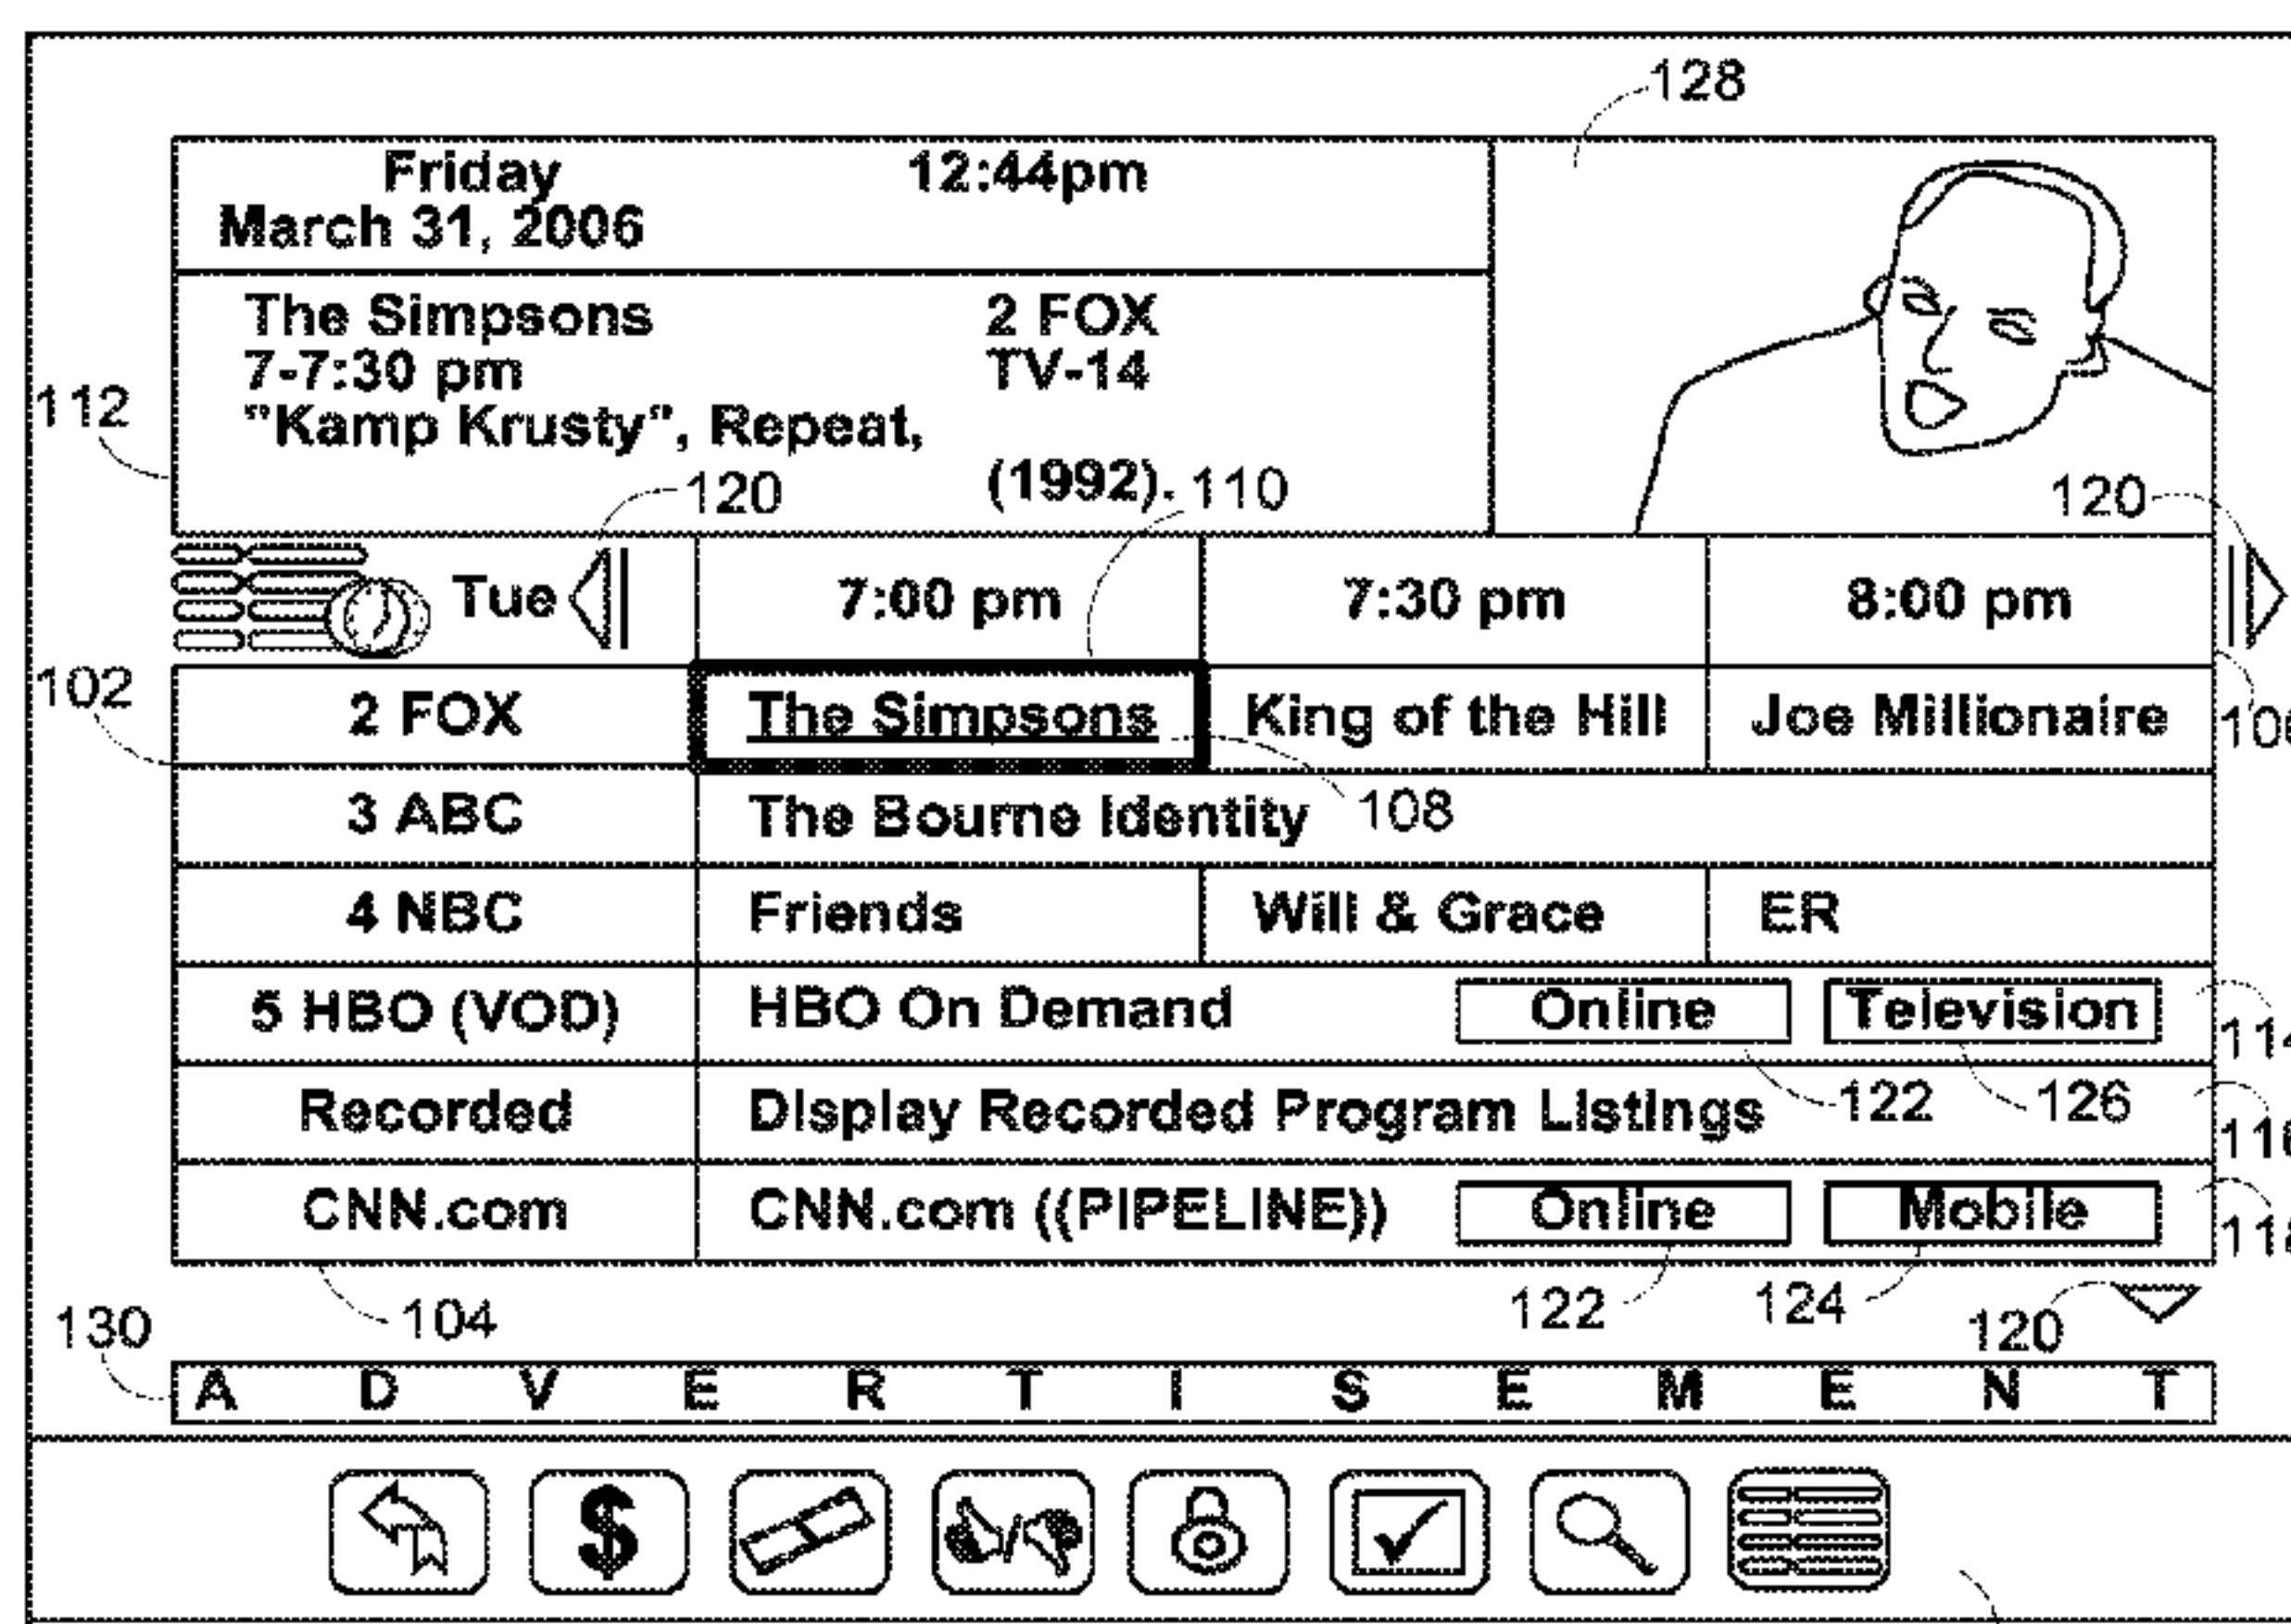 128
Friday 12:44pm
March 31, 2006
The Simpsons 2 FOX
7-7:30 pm TV-14
112
"Kamp Krusty", Repeat,
(1992).
120 110 120
Tue 7:00 pm 7:30 pm 8:00 pm
102
2 FOX The Simpsons King of the Hill Joe Millionaire
3 ABC The Bourne Identity 108
4 NBC Friends Will & Grace ER
5 HBO (VOD) HBO On Demand Online Television
122 126
Recorded Display Recorded Program Listings
CNN.com CNN.com ((PIPELINE)) Online Mobile
104 122 124 120
130
A D V E R T I S E M E N T
$